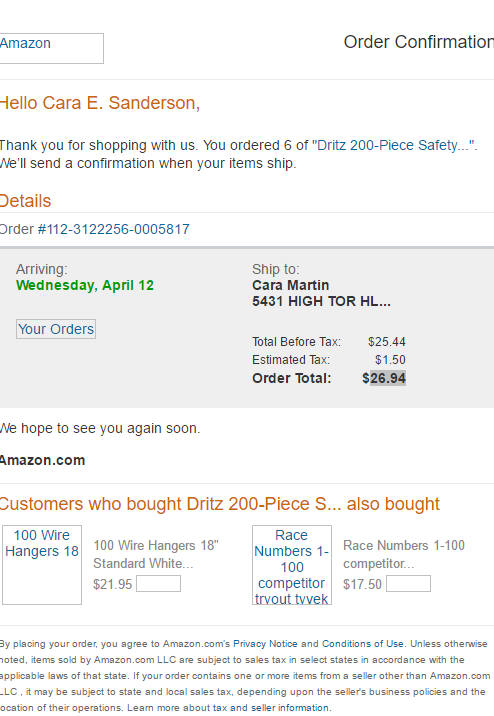 Amazon
Order Confirmation
Hello Cara E. Sanderson,
Thank you for shopping with us. You ordered 6 of "Dritz 200-Piece Safety...".
We'll send a confirmation when your items ship.
Details
Order #112-3122256-0005817
Arriving:
Wednesday, April 12
Your Orders
Ship to:
Cara Martin
5431 HIGH TOR HL...
Total Before Tax: $25.44
Estimated Tax: $1.50
Order Total: $26.94
We hope to see you again soon.
Amazon.com
Customers who bought Dritz 200-Piece S... also bought
100 Wire
Hangers 18
100 Wire Hangers 18"
Standard White...
$21.95
Race
Numbers 1-
100
competitor
tryout tyvek
Race Numbers 1-100
competitor...
$17.50
By placing your order, you agree to Amazon.com's Privacy Notice and Conditions of Use. Unless otherwise
noted, items sold by Amazon.com LLC are subject to sales tax in select states in accordance with the
applicable laws of that state. If your order contains one or more items from a seller other than Amazon.com
LLC , it may be subject to state and local sales tax, depending upon the seller's business policies and the
location of their operations. Learn more about tax and seller information.